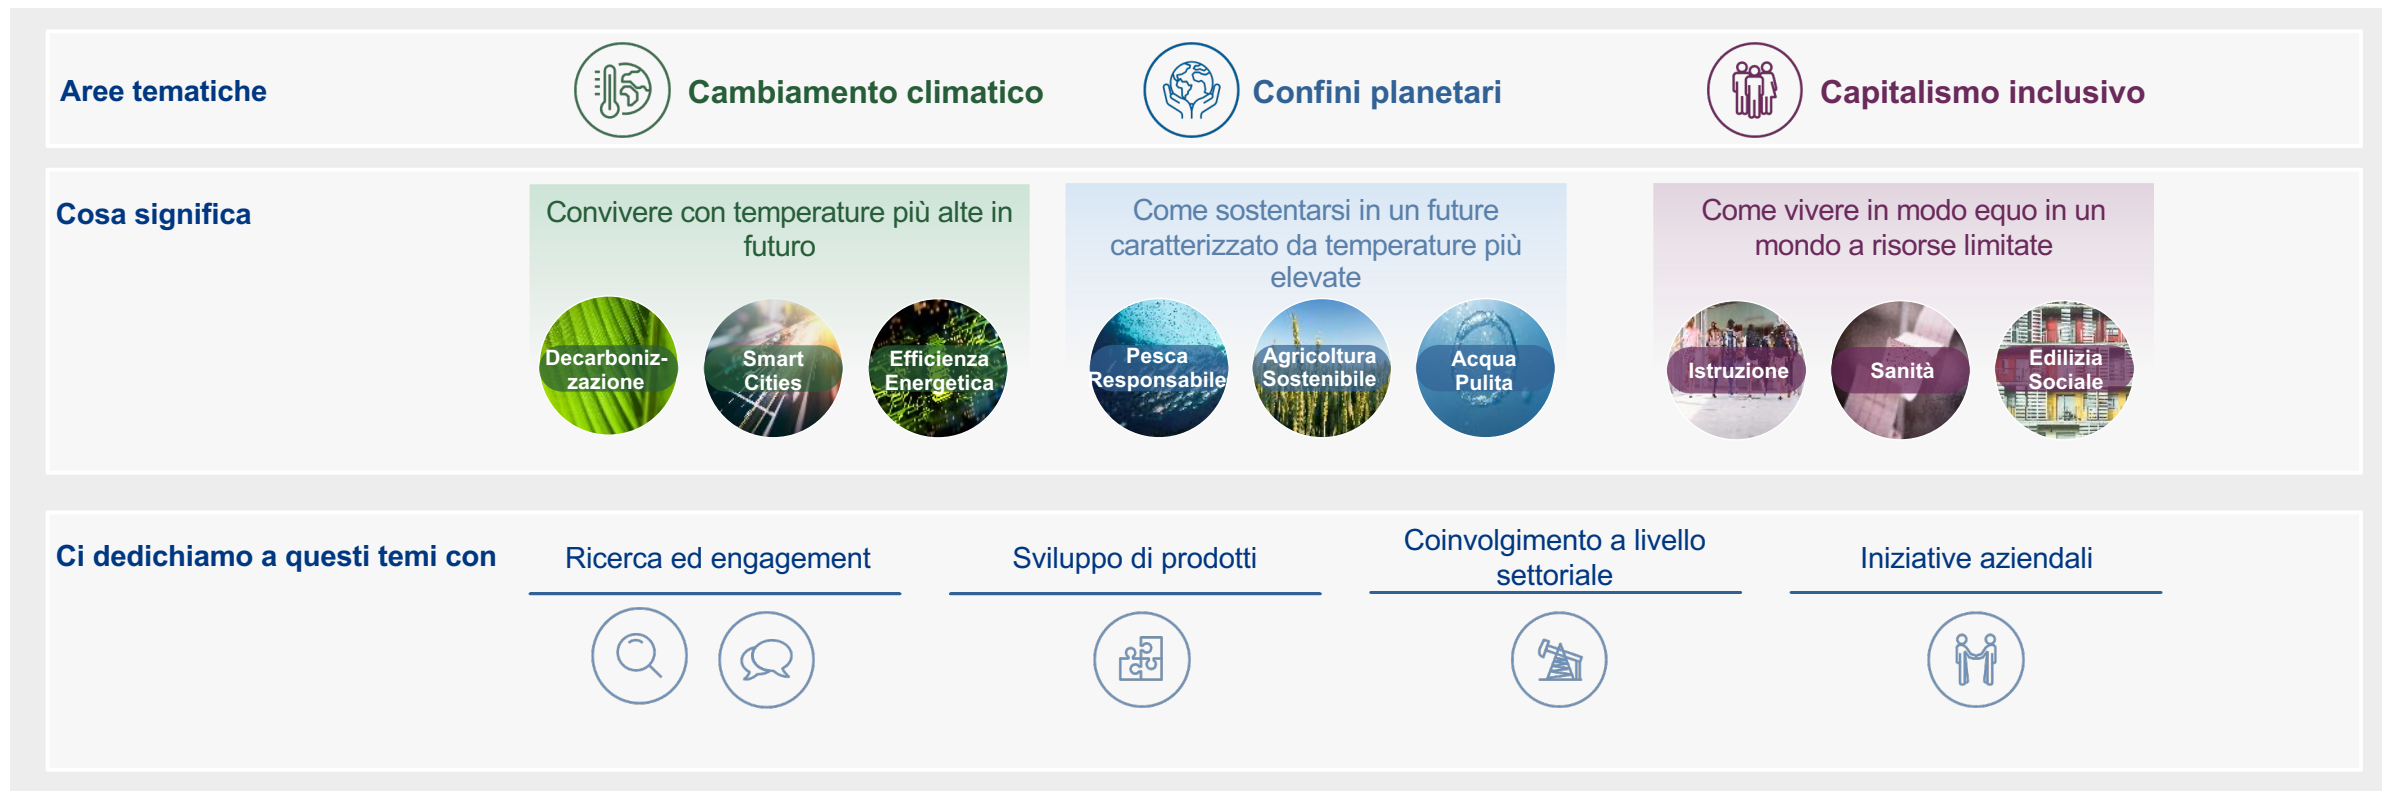 Aree tematiche
Cambiamento climatico
Confini planetari
Capitalismo inclusivo
Cosa significa
Convivere con temperature più alte in
futuro
Come sostentarsi in un future
caratterizzato da temperature più
elevate
Come vivere in modo equo in un
mondo a risorse limitate
Decarboniz-
zazione
Smart
Cities
Efficienza
Energetica
Pesca
Responsabile
Agricoltura
Sostenibile
Acqua
Pulita
Istruzione
Sanità
Edilizia
Sociale
Ci dedichiamo a questi temi con
Ricerca ed engagement
Sviluppo di prodotti
Coinvolgimento a livello
settoriale
Iniziative aziendali